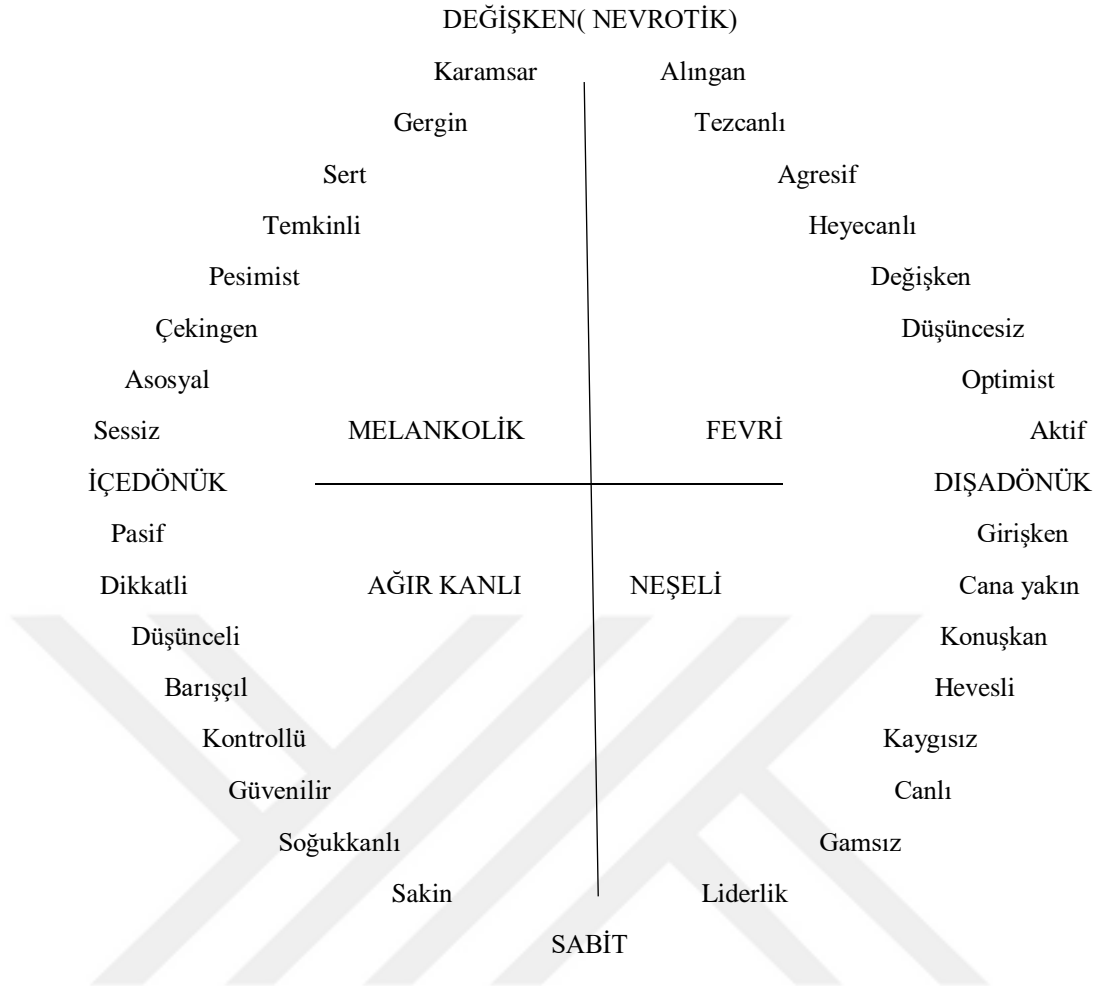 DEĞİŞKEN( NEVROTİK)
Karamsar Alıngan
Gergin Tezcanlı
Sert Agresif
Temkinli Heyecanlı
Pesimist Değişken
Çekingen Düşüncesiz
Asosyal Optimist
Sessiz MELANKOLİK FEVRİ Aktif
İÇEDÖNÜK DIŞADÖNÜK
Pasif Girişken
Dikkatli AĞIR KANLI NEŞELİ Cana yakın
Düşünceli Konuşkan
Barışçıl Hevesli
Kontrollü Kaygısız
Güvenilir Canlı
Soğukkanlı Gamsız
Sakin Liderlik
SABİT